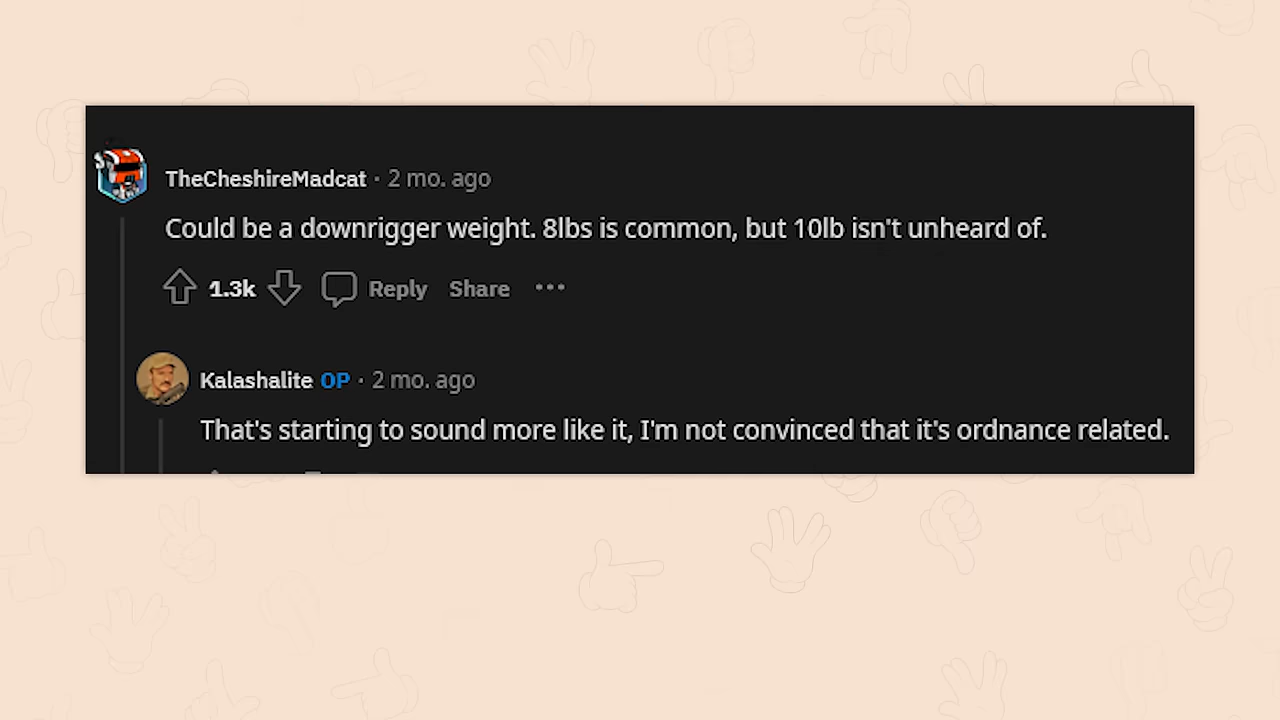 TheCheshireMadcat · 2 mo. ago
Could be a downrigger weight. 8lbs is common, but 10lb isn't unheard of.
1.3k Reply Share ···
Kalashalite OP · 2 mo. ago
That's starting to sound more like it, I'm not convinced that it's ordnance related.